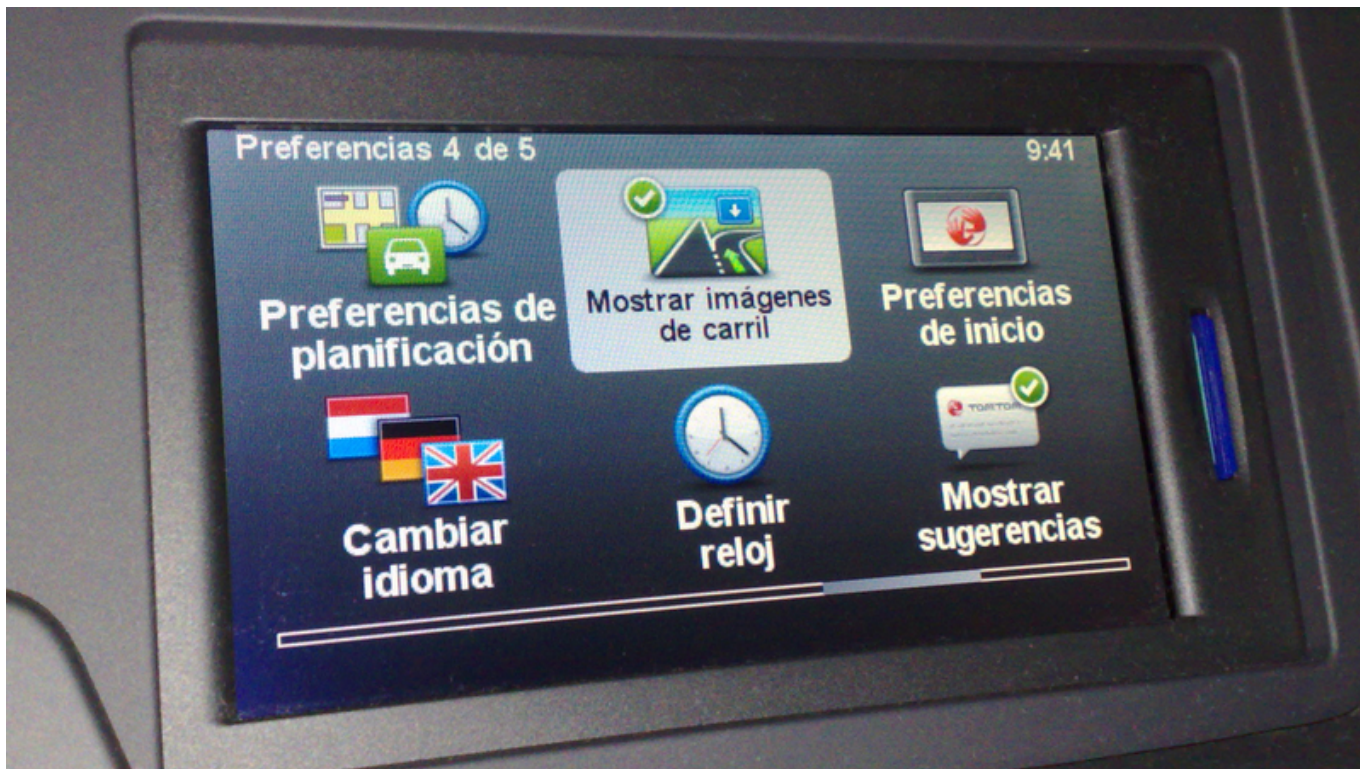 Preferencias 4 de 5
9:41
Preferencias de
planificación
Mostrar imágenes
de carril
Preferencias
de inicio
Cambiar
idioma
Definir
reloj
TOMTOM
Mostrar
sugerencias